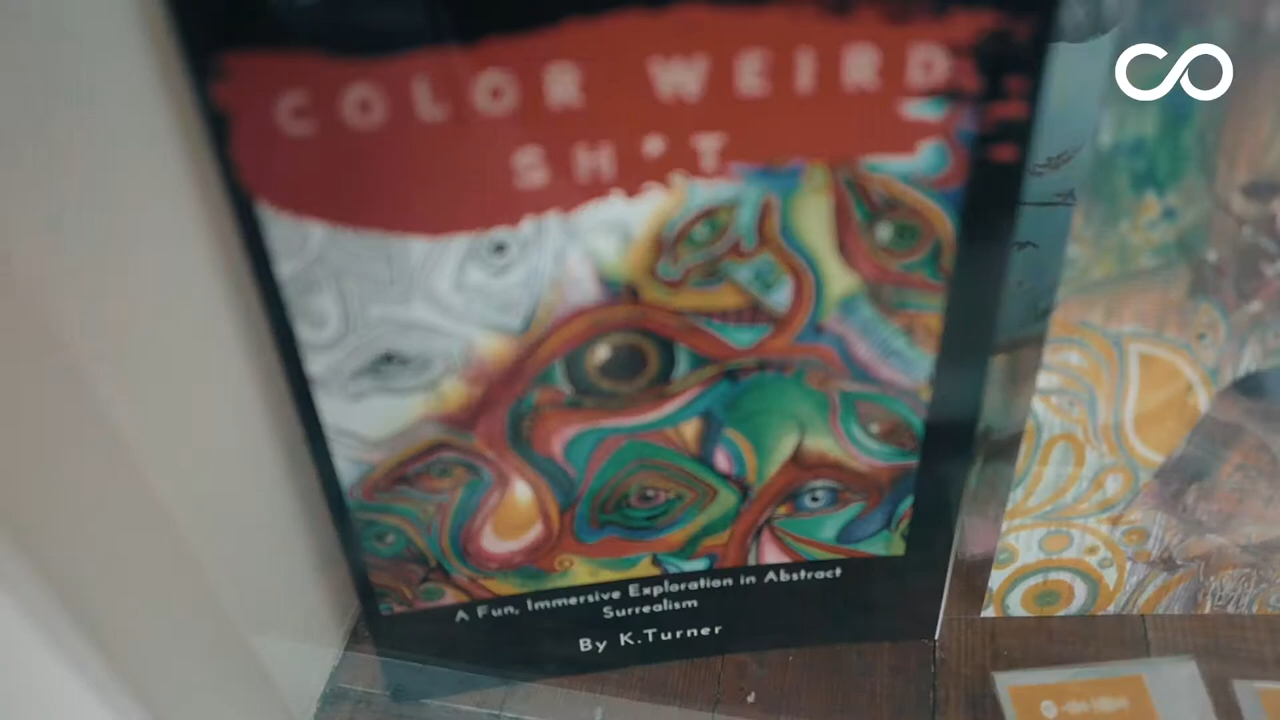 COLOR WEIRD
SH*T
A Fun, Immersive Exploration in Abstract
Surrealism
By K.Turner